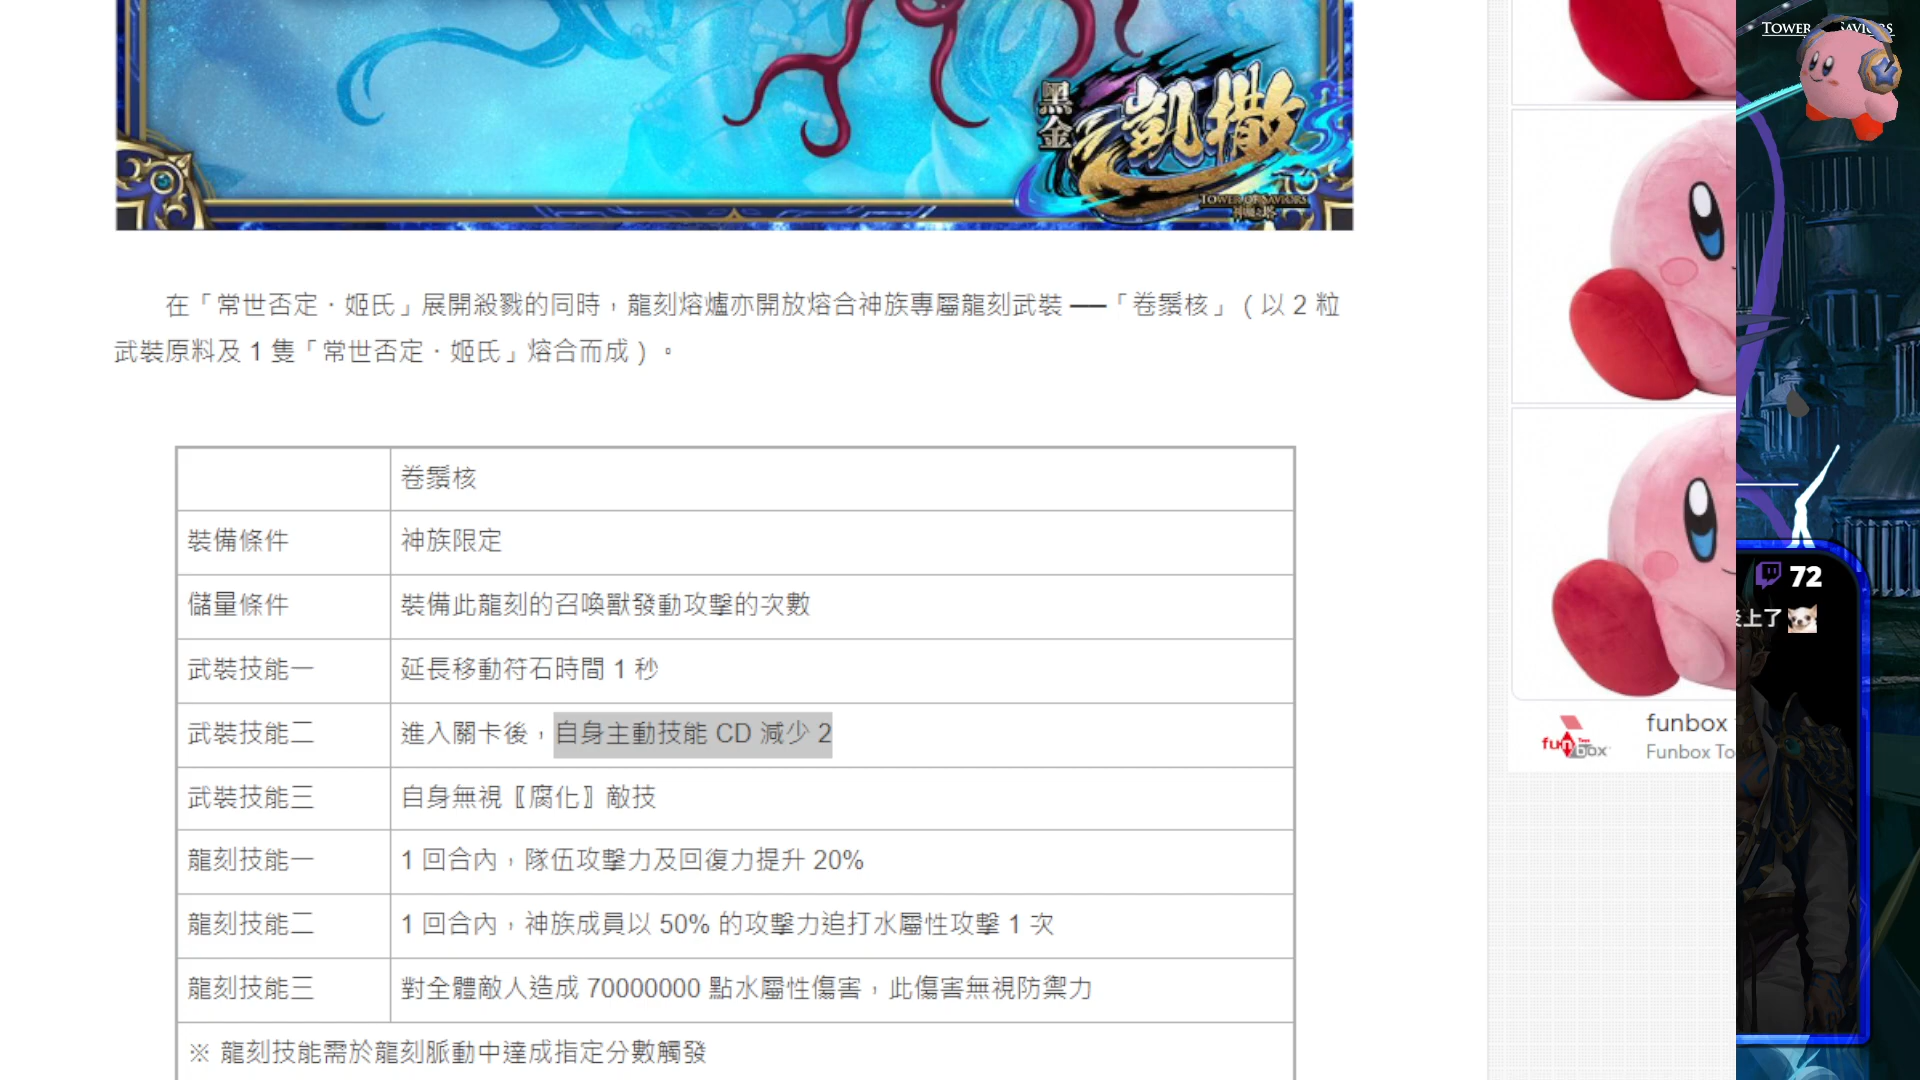 黑金
凱撒
TOWER OF SAVIORS
神魔之塔
在「常世否定．姬氏」展開殺戮的同時，龍刻熔爐亦開放熔合神族專屬龍刻武裝 ──「卷鬚核」（以 2 粒
武裝原料及 1 隻「常世否定．姬氏」熔合而成）。
卷鬚核
裝備條件 神族限定
儲量條件 裝備此龍刻的召喚獸發動攻擊的次數
武裝技能一 延長移動符石時間 1 秒
武裝技能二 進入關卡後，自身主動技能 CD 減少 2
武裝技能三 自身無視〖腐化〗敵技
龍刻技能一 1 回合內，隊伍攻擊力及回復力提升 20%
龍刻技能二 1 回合內，神族成員以 50% 的攻擊力追打水屬性攻擊 1 次
龍刻技能三 對全體敵人造成 70000000 點水屬性傷害，此傷害無視防禦力
※ 龍刻技能需於龍刻脈動中達成指定分數觸發
funbox
Funbox To
72
上了